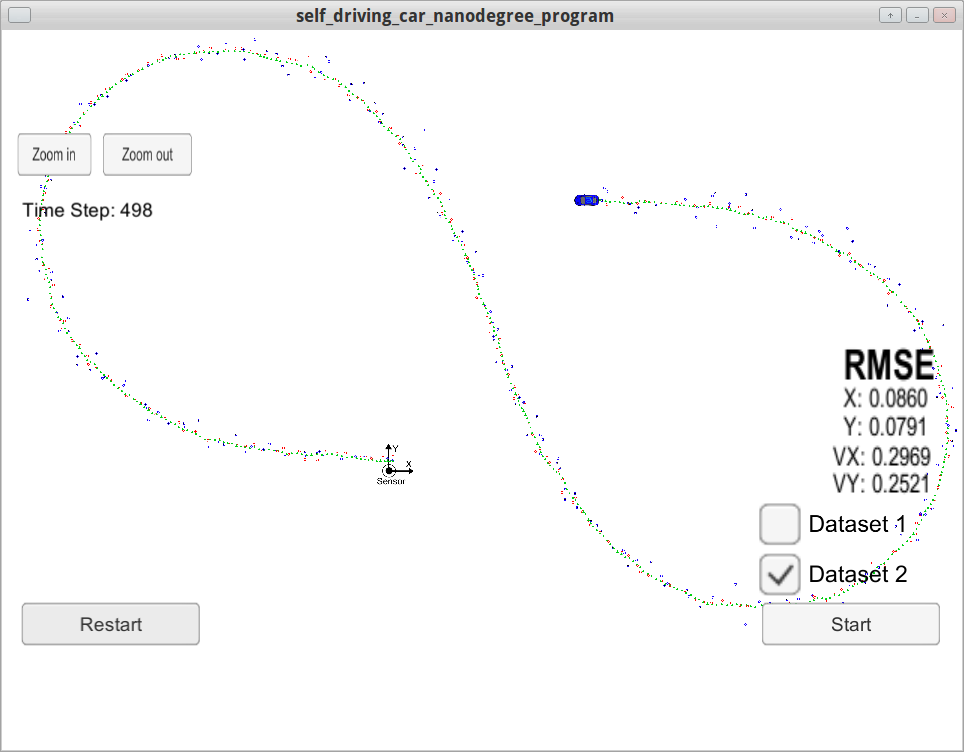 self_driving_car_nanodegree_program
Zoom in
Zoom out
Time Step: 498
RMSE
X: 0.0860
Y: 0.0791
VX: 0.2969
VY: 0.2521
Y
X
Sensor
Dataset 1
Dataset 2
Restart
Start